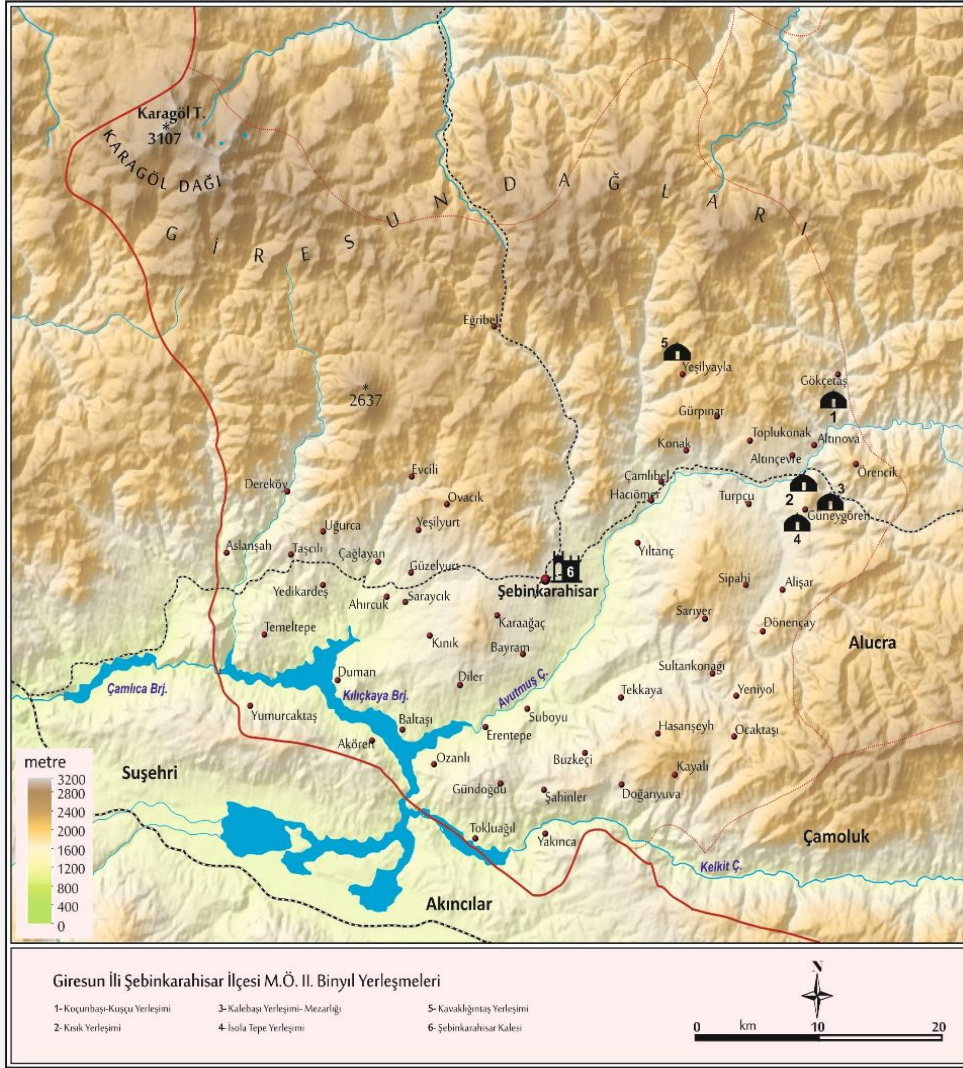 Karagöl T.
3107
KARAGÖL DAĞI
GİRESUN DAĞLARI
Eğribel
5
Yeşilyayla
Gökçetaş
2637
1
Gürpınar
Toplukonak
Altınova
Konak
Altınçevre
Örencik
Evcili
Çamlıbel
Dereköy
2
3
Hacıömer
Turpçu
Ovacık
Güneygören
4
Uğurca
Yeşilyurt
Yıltarıç
Aslanşah
Taşcılı
Çağlayan
Güzelyurt
6
Şebinkarahisar
Sipahi
Alişar
Yedikardeş
Ahırcuk
Saraycık
Karaağaç
Sarıyer
Temeltepe
Kınık
Dönençay
Alucra
Bayram
Sultankonağı
Duman
Diler
Avutmuş Ç.
Çamlıca Brj.
Kılıçkaya Brj.
Tekkaya
Yeniyol
Yumurcaktaş
Suboyu
Baltaşı
Erentepe
Hasanşeyh
Ocaktaşı
Akören
Ozanlı
Buzkeçi
metre
Suşehri
Kayalı
3200
2800
2400
2000
1600
1200
800
400
0
Gündoğdu
Şahinler
Doğanyuva
Tokluağıl
Yakınca
Çamoluk
Kelkit Ç.
Akıncılar
Giresun İli Şebinkarahisar İlçesi M.Ö. II. Binyıl Yerleşmeleri
1- Koçunbaşı-Kuşçu Yerleşimi
3- Kalebaşı Yerleşimi- Mezarlığı
5- Kavaklığıntaş Yerleşimi
2- Kısık Yerleşimi
4- İsola Tepe Yerleşimi
6- Şebinkarahisar Kalesi
N
0 km 10 20